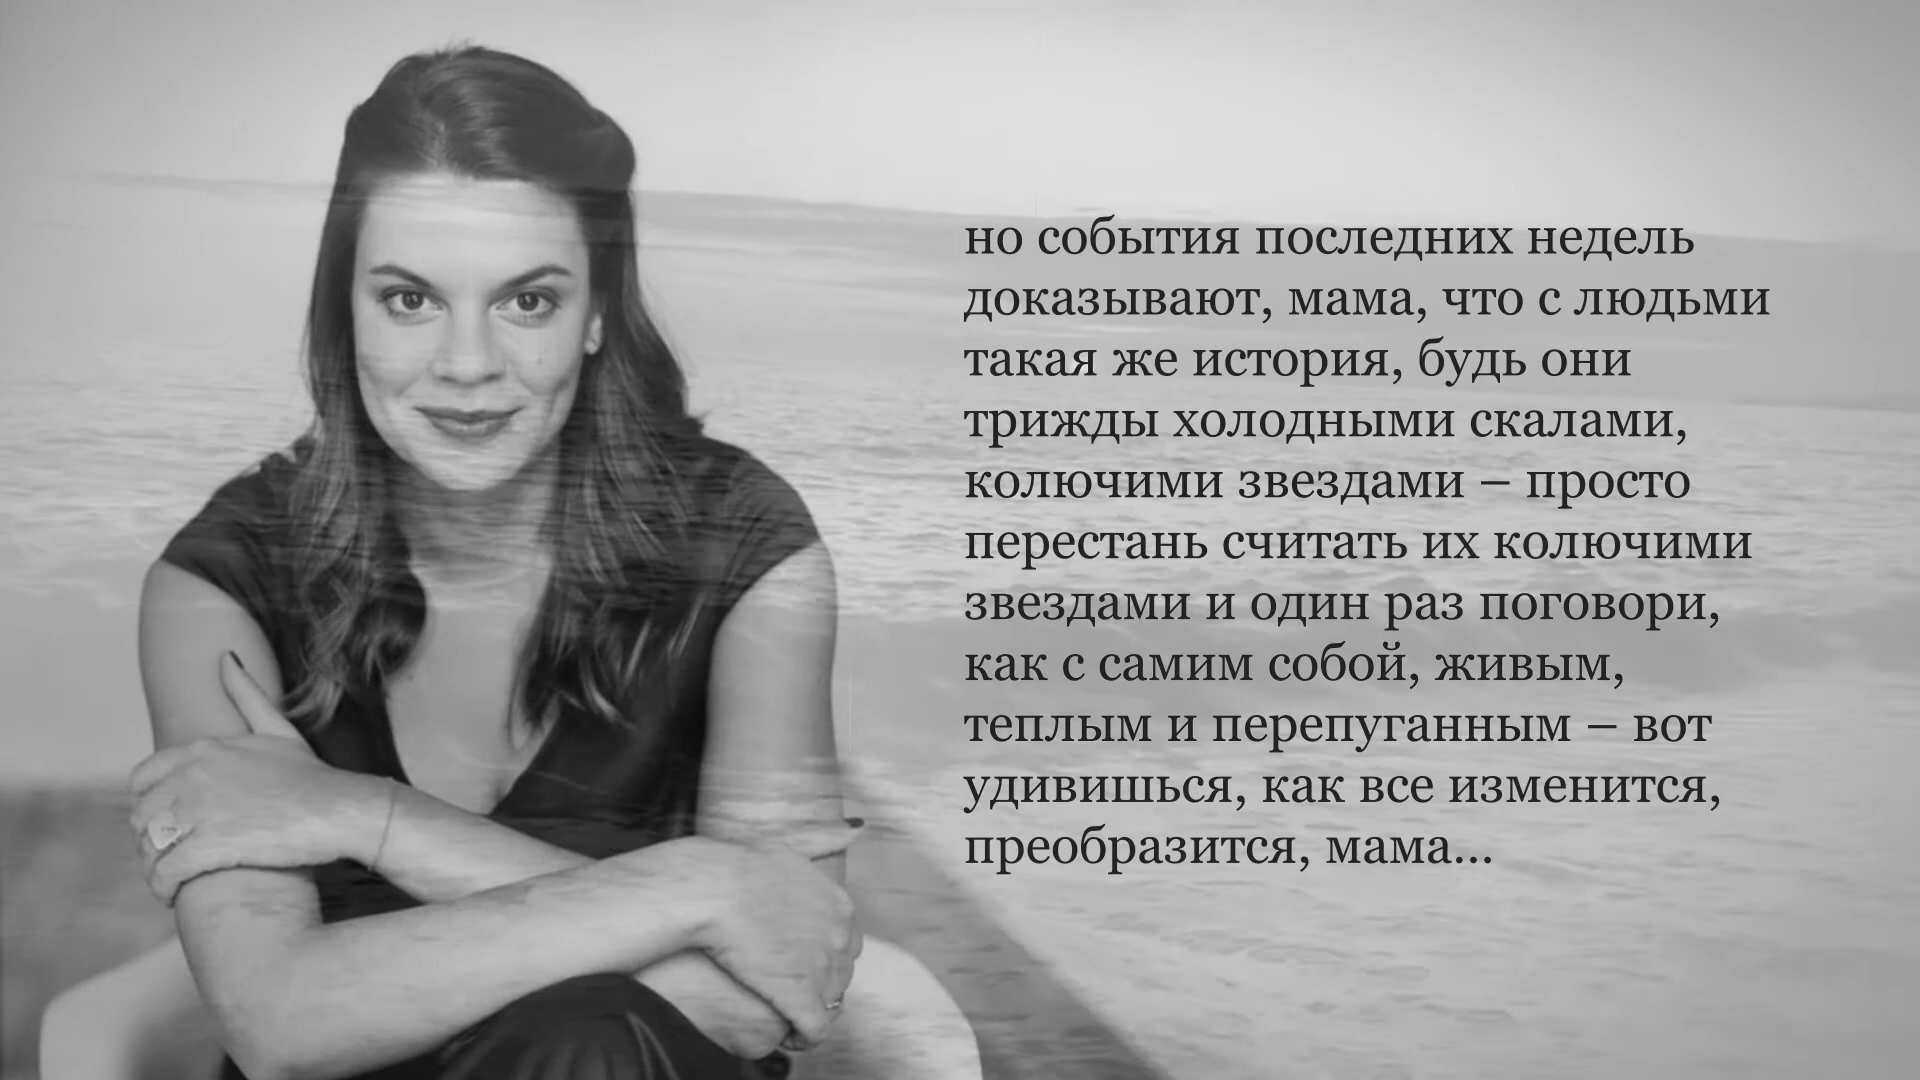 но события последних недель
доказывают, мама, что с людьми
такая же история, будь они
трижды холодными скалами,
колючими звездами – просто
перестань считать их колючими
звездами и один раз поговори,
как с самим собой, живым,
теплым и перепуганным – вот
удивишься, как все изменится,
преобразится, мама...